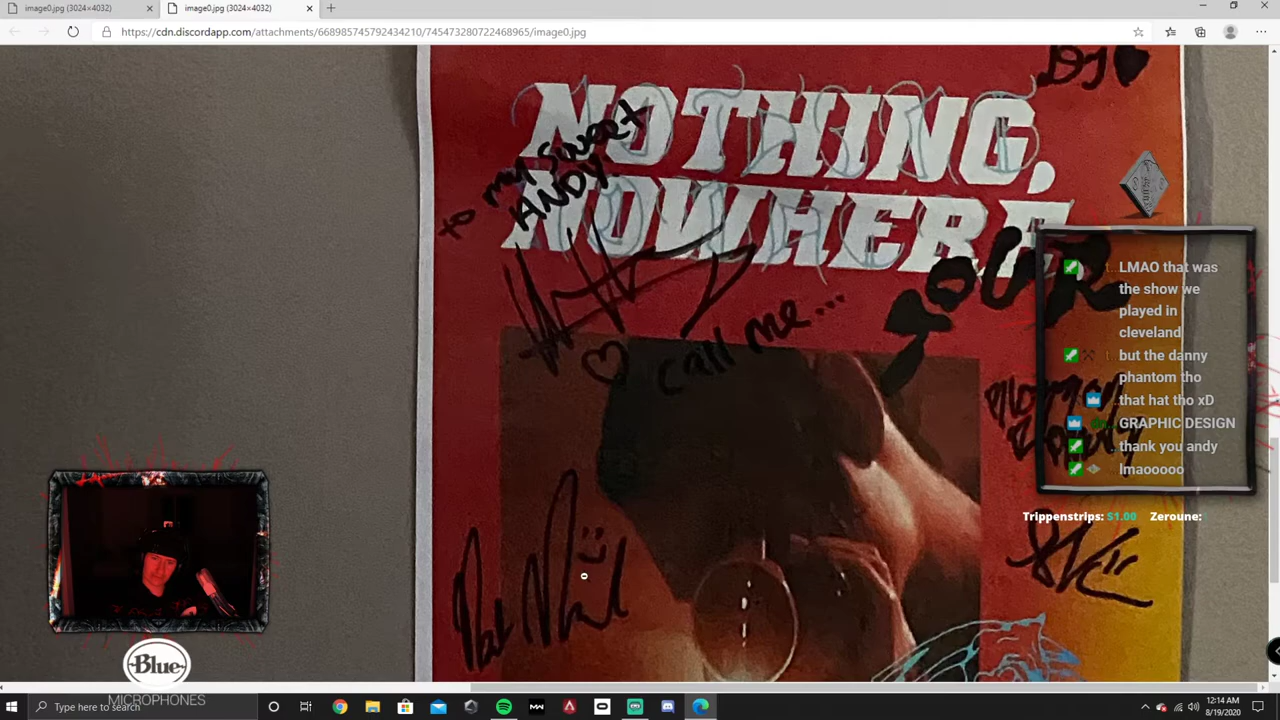 image0.jpg (3024×4032)
image0.jpg (3024×4032)
https://cdn.discordapp.com/attachments/668985745792434210/745473280722468965/image0.jpg
DJ
NOTHING,
NOWHERE
to my sweet
ANDY.
YOUR
call me...
LMAO that was
the show we
played in
cleveland
but the danny
phantom tho
that hat tho xD
GRAPHIC DESIGN
thank you andy
lmaooooo
Trippenstrips: $1.00 Zeroune:
Blue
MICROPHONES
Type here to search
12:14 AM
8/19/2020